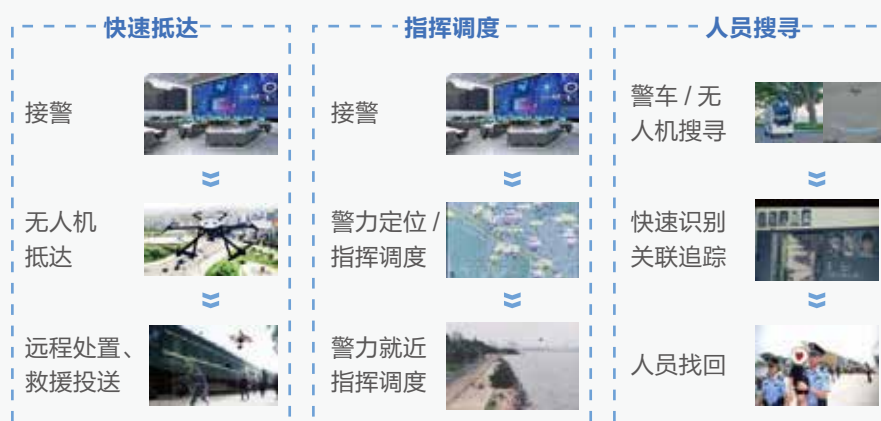 快速抵达
接警
无人机
抵达
远程处置、
救援投送
指挥调度
接警
警力定位 /
指挥调度
警力就近
指挥调度
人员搜寻
警车 / 无
人机搜寻
快速识别
关联追踪
人员找回